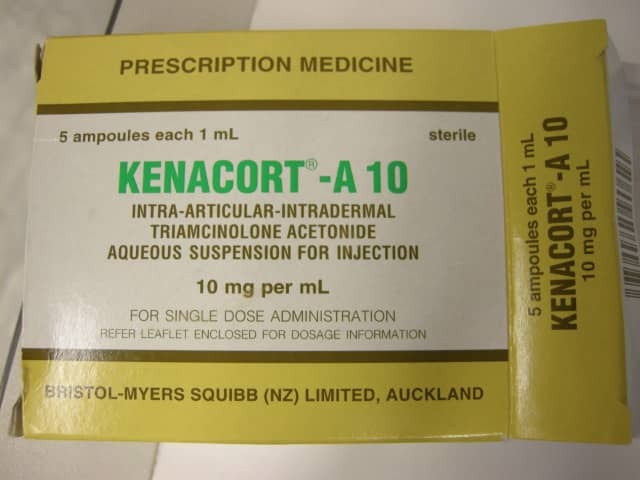 PRESCRIPTION MEDICINE
5 ampoules each 1 mL sterile
KENACORT®-A 10
INTRA-ARTICULAR-INTRADERMAL
TRIAMCINOLONE ACETONIDE
AQUEOUS SUSPENSION FOR INJECTION
10 mg per mL
FOR SINGLE DOSE ADMINISTRATION
REFER LEAFLET ENCLOSED FOR DOSAGE INFORMATION
BRISTOL-MYERS SQUIBB (NZ) LIMITED, AUCKLAND
5 ampoules each 1 mL
KENACORT®-A 10
10 mg per mL